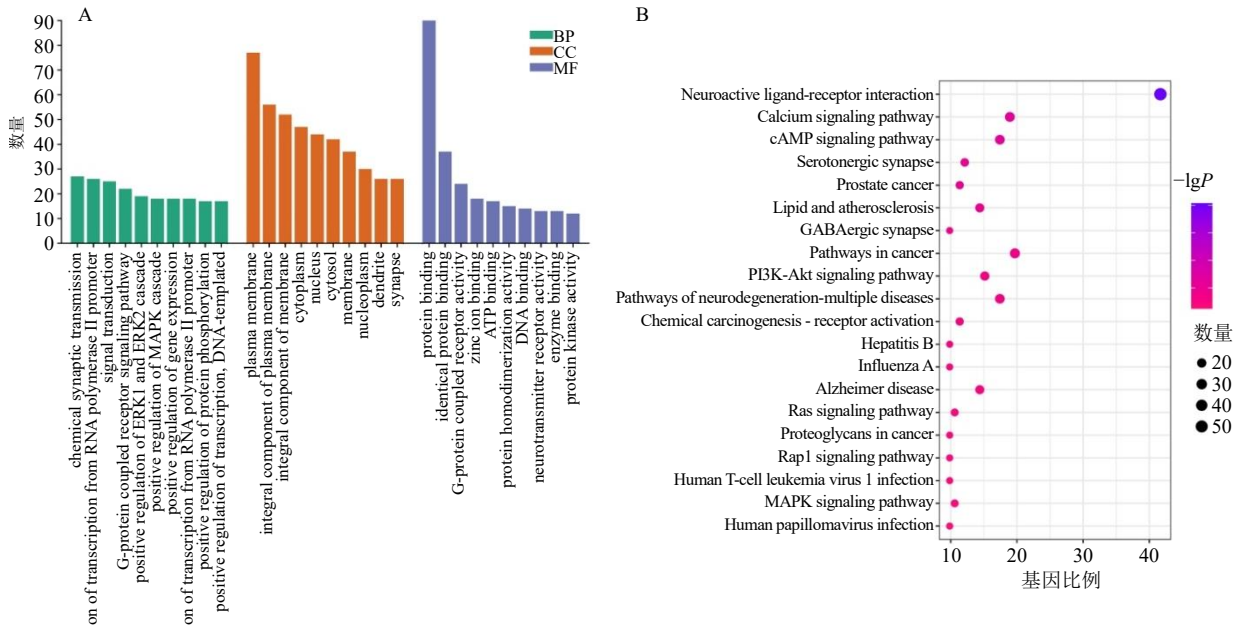 A
90
80
70
60
50
40
30
20
10
0
数量
BP
CC
MF
chemical synaptic transmission
on of transcription from RNA polymerase II promoter
signal transduction
G-protein coupled receptor signaling pathway
positive regulation of ERK1 and ERK2 cascade
positive regulation of MAPK cascade
positive regulation of gene expression
on of transcription from RNA polymerase II promoter
positive regulation of protein phosphorylation
positive regulation of transcription, DNA-templated
plasma membrane
integral component of plasma membrane
integral component of membrane
cytoplasm
nucleus
cytosol
membrane
nucleoplasm
dendrite
synapse
protein binding
identical protein binding
G-protein coupled receptor activity
zinc ion binding
ATP binding
protein homodimerization activity
DNA binding
neurotransmitter receptor activity
enzyme binding
protein kinase activity
B
Neuroactive ligand-receptor interaction
Calcium signaling pathway
cAMP signaling pathway
Serotonergic synapse
Prostate cancer
Lipid and atherosclerosis
GABAergic synapse
Pathways in cancer
PI3K-Akt signaling pathway
Pathways of neurodegeneration-multiple diseases
Chemical carcinogenesis - receptor activation
Hepatitis B
Influenza A
Alzheimer disease
Ras signaling pathway
Proteoglycans in cancer
Rap1 signaling pathway
Human T-cell leukemia virus 1 infection
MAPK signaling pathway
Human papillomavirus infection
10 20 30 40
基因比例
−lgP
数量
20
30
40
50